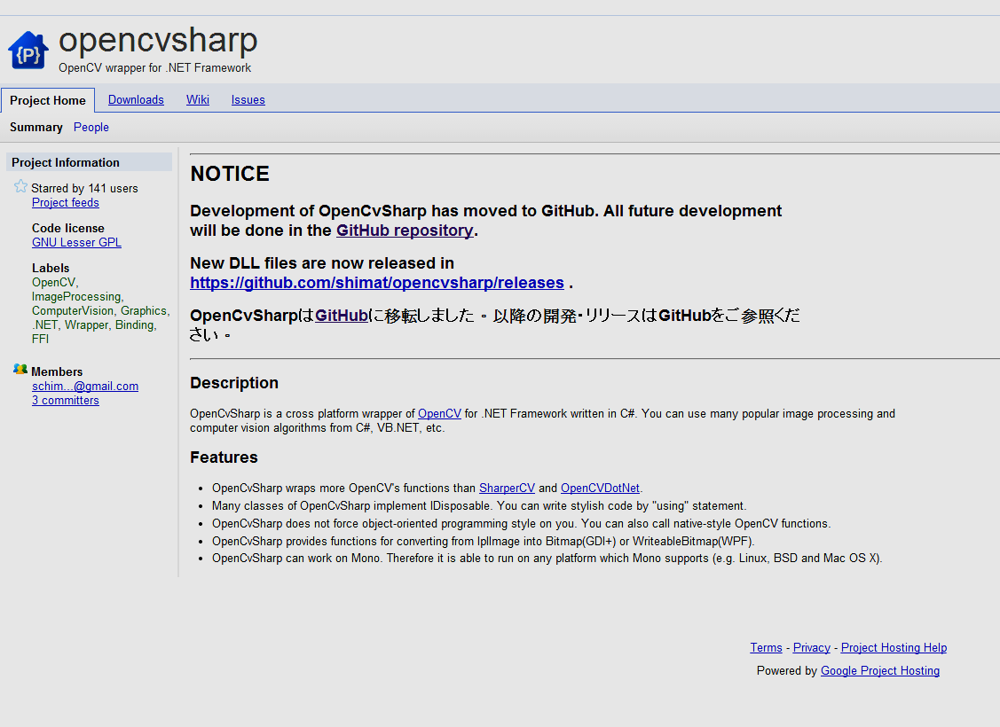 {P}
opencvsharp
OpenCV wrapper for .NET Framework
Project Home Downloads Wiki Issues
Summary People
Project Information
Starred by 141 users
Project feeds
Code license
GNU Lesser GPL
Labels
OpenCV,
ImageProcessing,
ComputerVision, Graphics,
.NET, Wrapper, Binding,
FFI
Members
schim...@gmail.com
3 committers
NOTICE
Development of OpenCvSharp has moved to GitHub. All future development
will be done in the GitHub repository.
New DLL files are now released in
https://github.com/shimat/opencvsharp/releases .
OpenCvSharpはGitHubに移転しました。以降の開発・リリースはGitHubをご参照くだ
さい。
Description
OpenCvSharp is a cross platform wrapper of OpenCV for .NET Framework written in C#. You can use many popular image processing and
computer vision algorithms from C#, VB.NET, etc.
Features
• OpenCvSharp wraps more OpenCV's functions than SharperCV and OpenCVDotNet.
• Many classes of OpenCvSharp implement IDisposable. You can write stylish code by "using" statement.
• OpenCvSharp does not force object-oriented programming style on you. You can also call native-style OpenCV functions.
• OpenCvSharp provides functions for converting from IplImage into Bitmap(GDI+) or WriteableBitmap(WPF).
• OpenCvSharp can work on Mono. Therefore it is able to run on any platform which Mono supports (e.g. Linux, BSD and Mac OS X).
Terms - Privacy - Project Hosting Help
Powered by Google Project Hosting